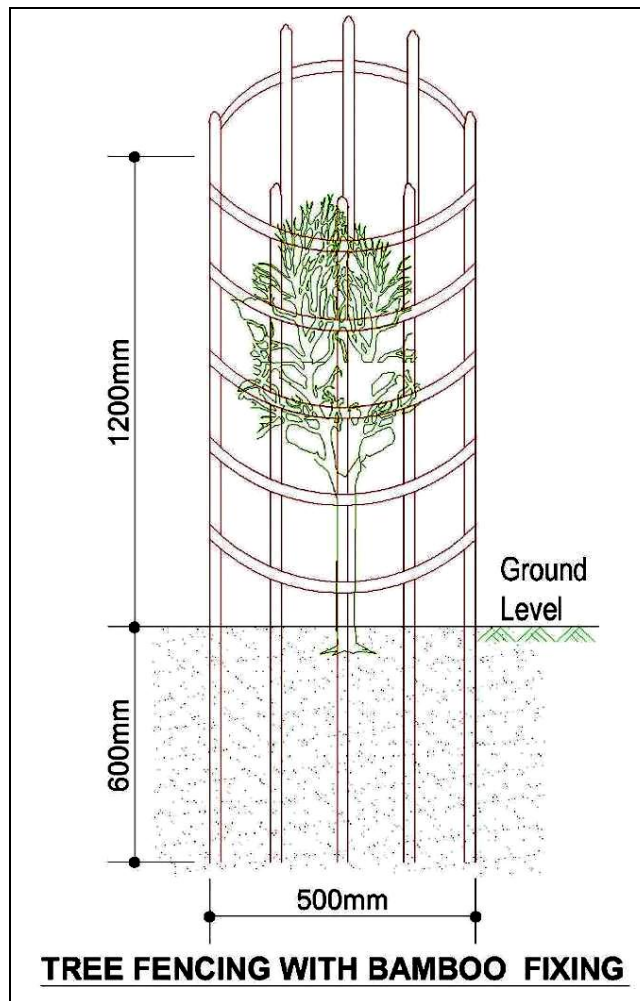 1200mm
Ground
Level
600mm
500mm
TREE FENCING WITH BAMBOO FIXING